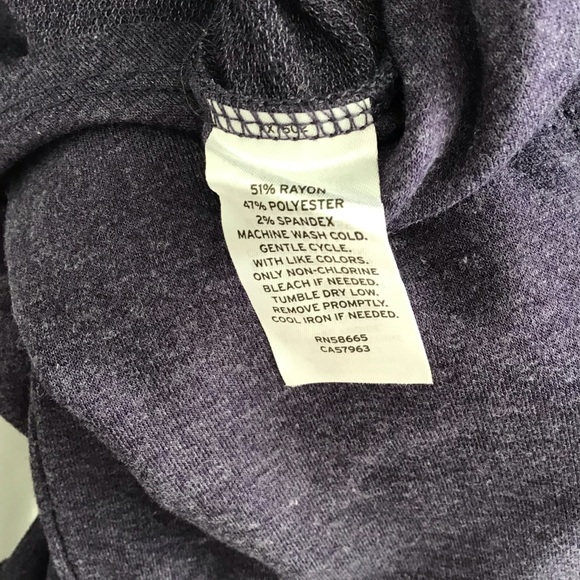 51% RAYON
47% POLYESTER
2% SPANDEX
MACHINE WASH COLD.
GENTLE CYCLE.
WITH LIKE COLORS.
ONLY NON-CHLORINE
BLEACH IF NEEDED.
TUMBLE DRY LOW.
REMOVE PROMPTLY.
COOL IRON IF NEEDED.
RN58665
CA57963